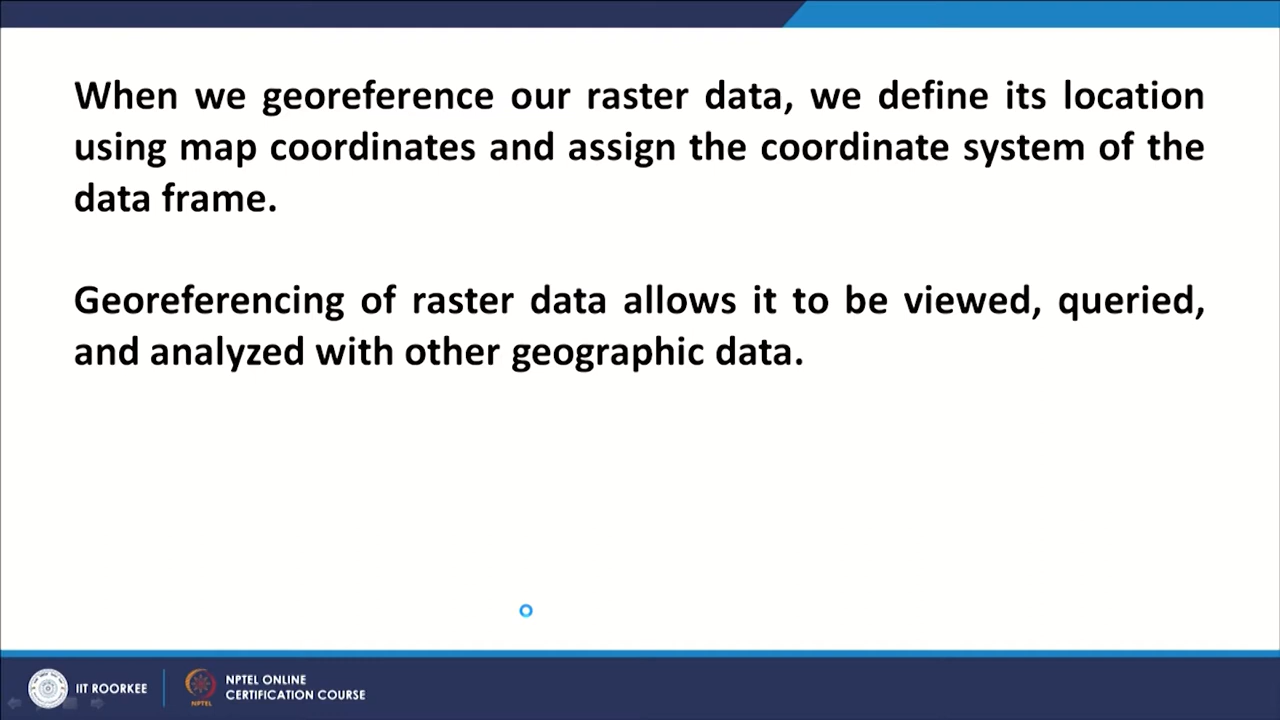 When we georeference our raster data, we define its location
using map coordinates and assign the coordinate system of the
data frame.
Georeferencing of raster data allows it to be viewed, queried,
and analyzed with other geographic data.
IIT ROORKEE
NPTEL
NPTEL ONLINE
CERTIFICATION COURSE